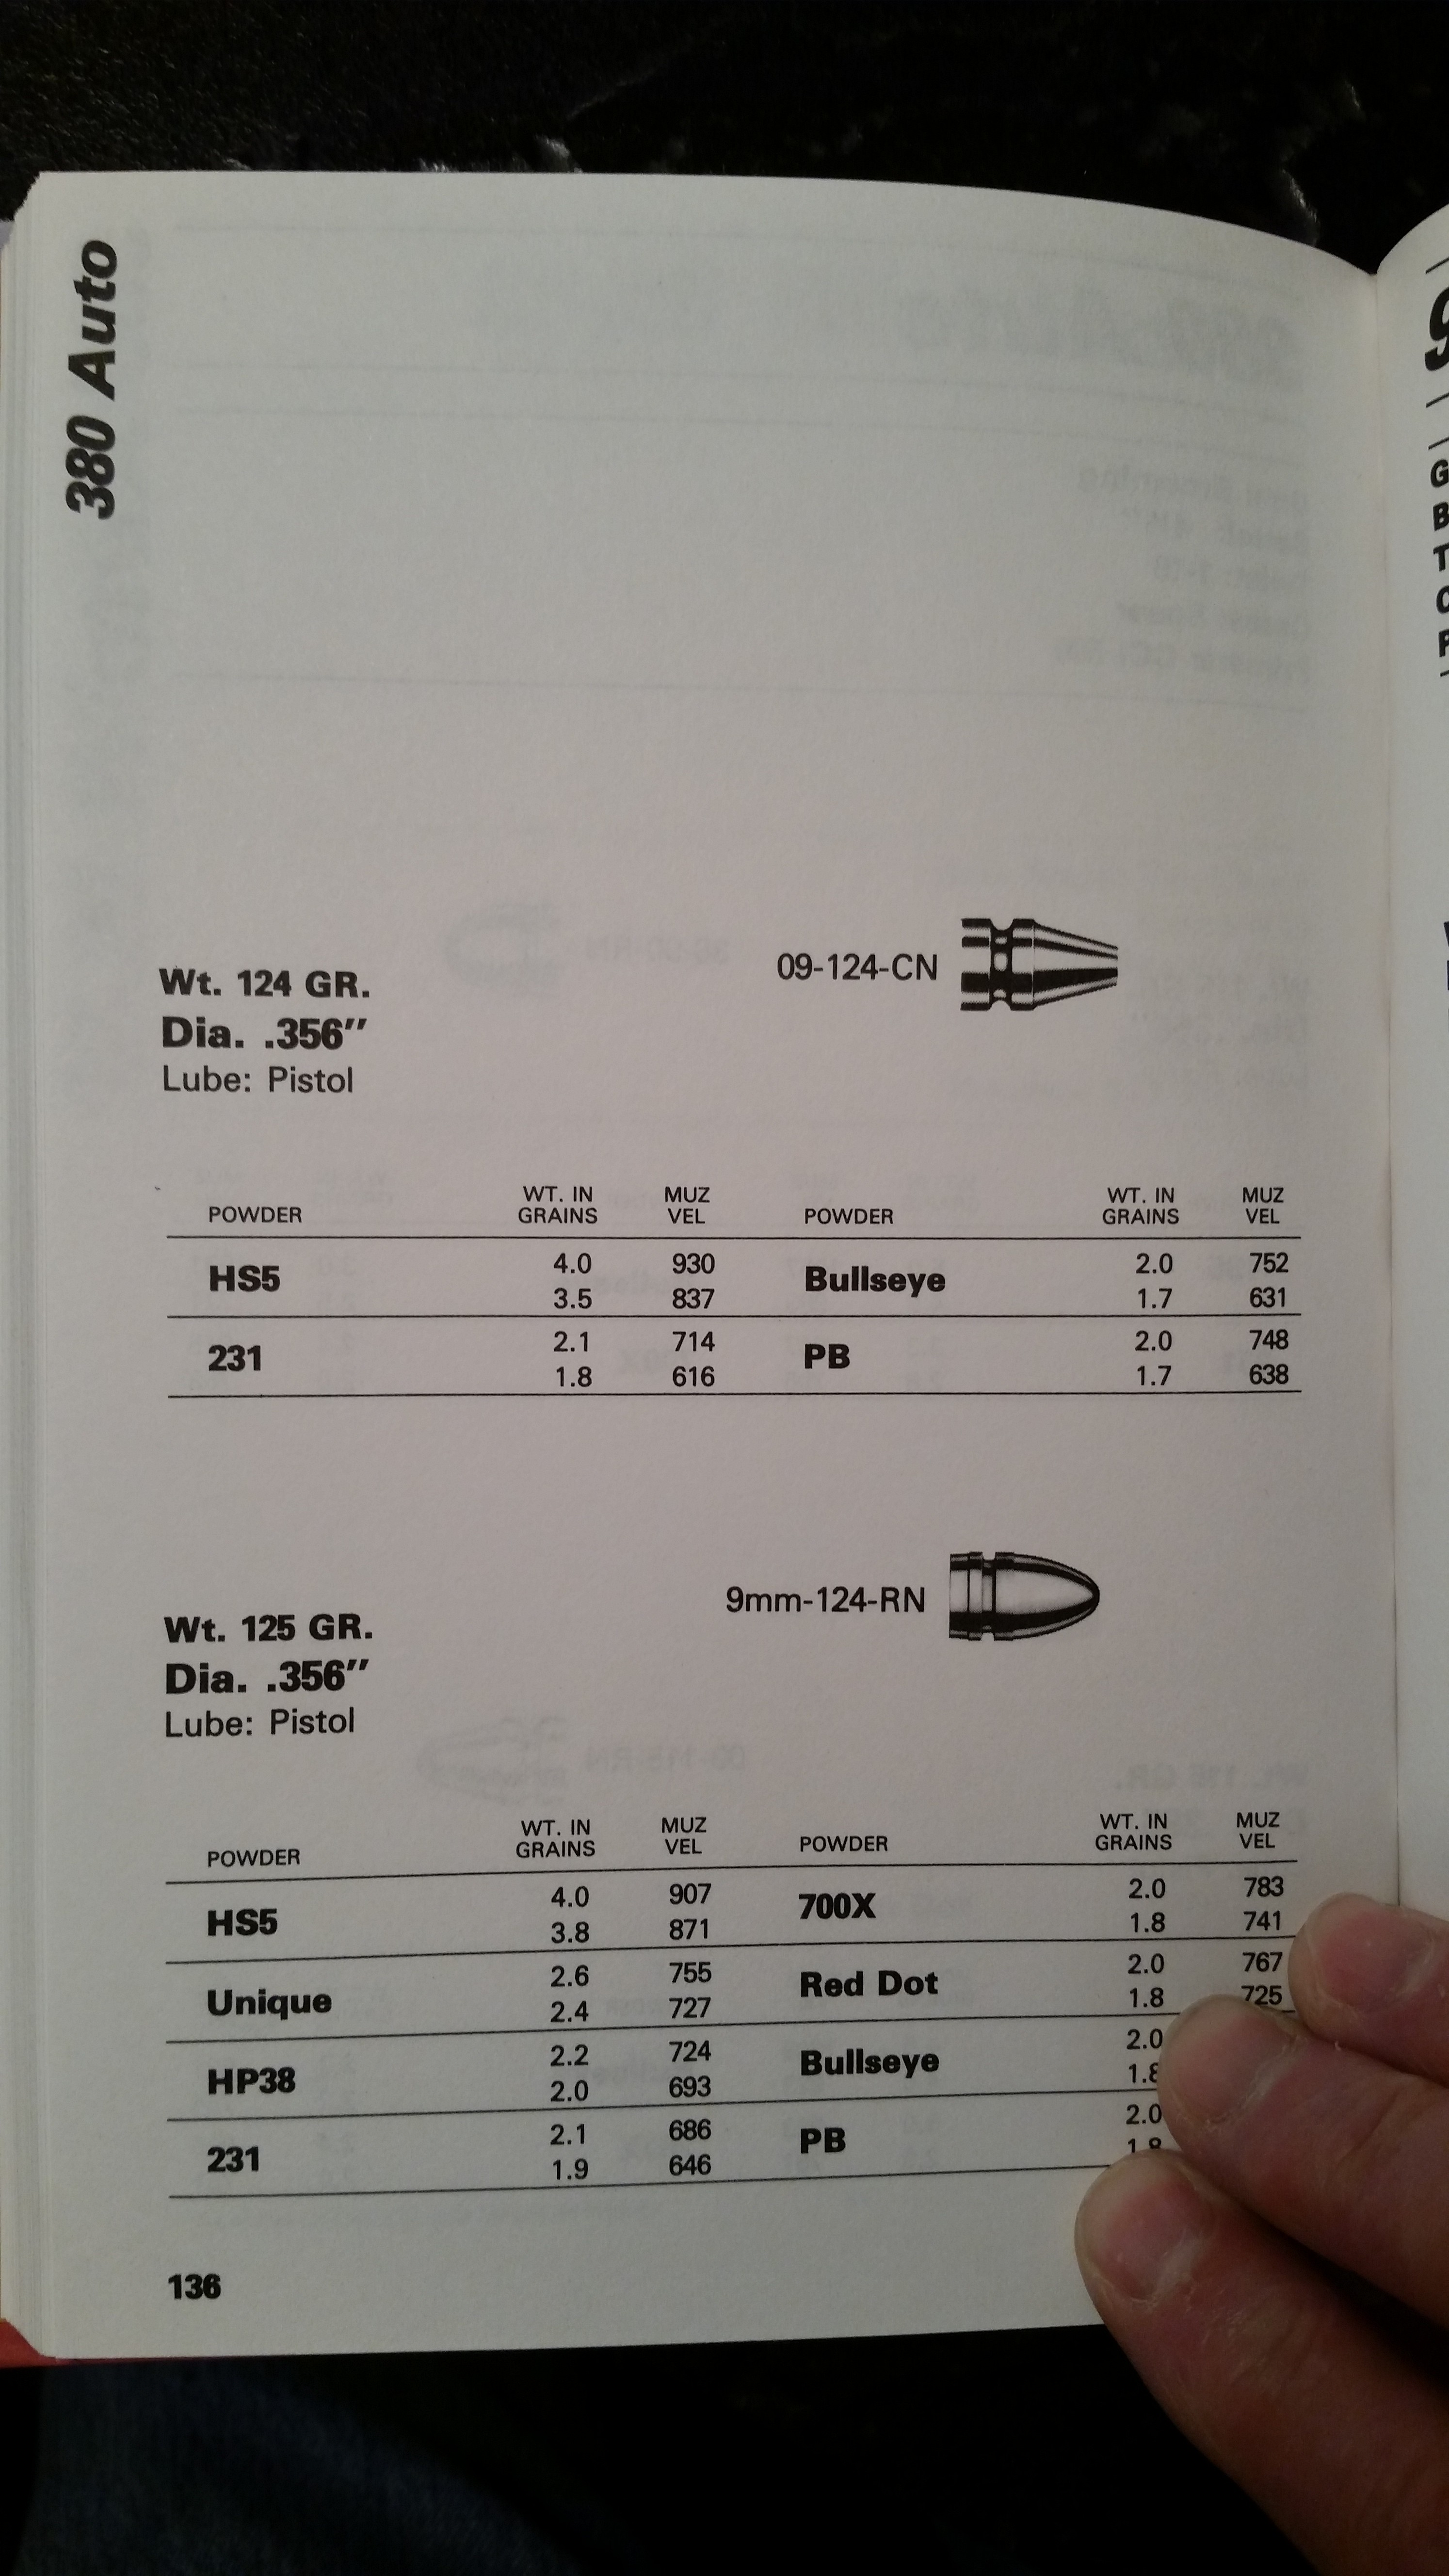 380 Auto
09-124-CN
Wt. 124 GR.
Dia. .356"
Lube: Pistol
POWDER WT. IN GRAINS MUZ VEL POWDER WT. IN GRAINS MUZ VEL
HS5 4.0 930 Bullseye 2.0 752
3.5 837 1.7 631
231 2.1 714 PB 2.0 748
1.8 616 1.7 638
9mm-124-RN
Wt. 125 GR.
Dia. .356"
Lube: Pistol
POWDER WT. IN GRAINS MUZ VEL POWDER WT. IN GRAINS MUZ VEL
HS5 4.0 907 700X 2.0 783
3.8 871 1.8 741
Unique 2.6 755 Red Dot 2.0 767
2.4 727 1.8 725
HP38 2.2 724 Bullseye 2.0
2.0 693 1.8
231 2.1 686 PB 2.0
1.9 646 1.8
136